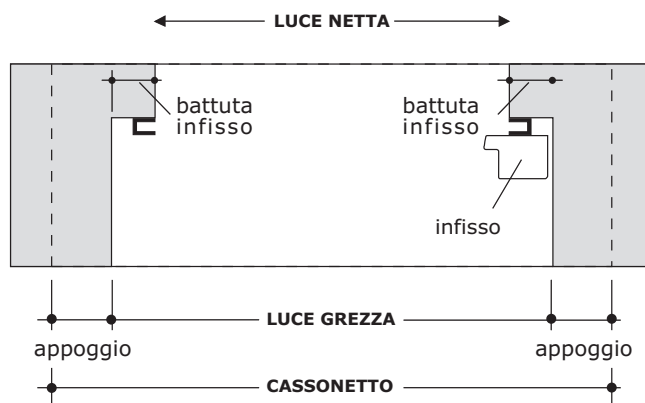 LUCE NETTA
battuta
infisso
battuta
infisso
infisso
LUCE GREZZA
appoggio
appoggio
CASSONETTO